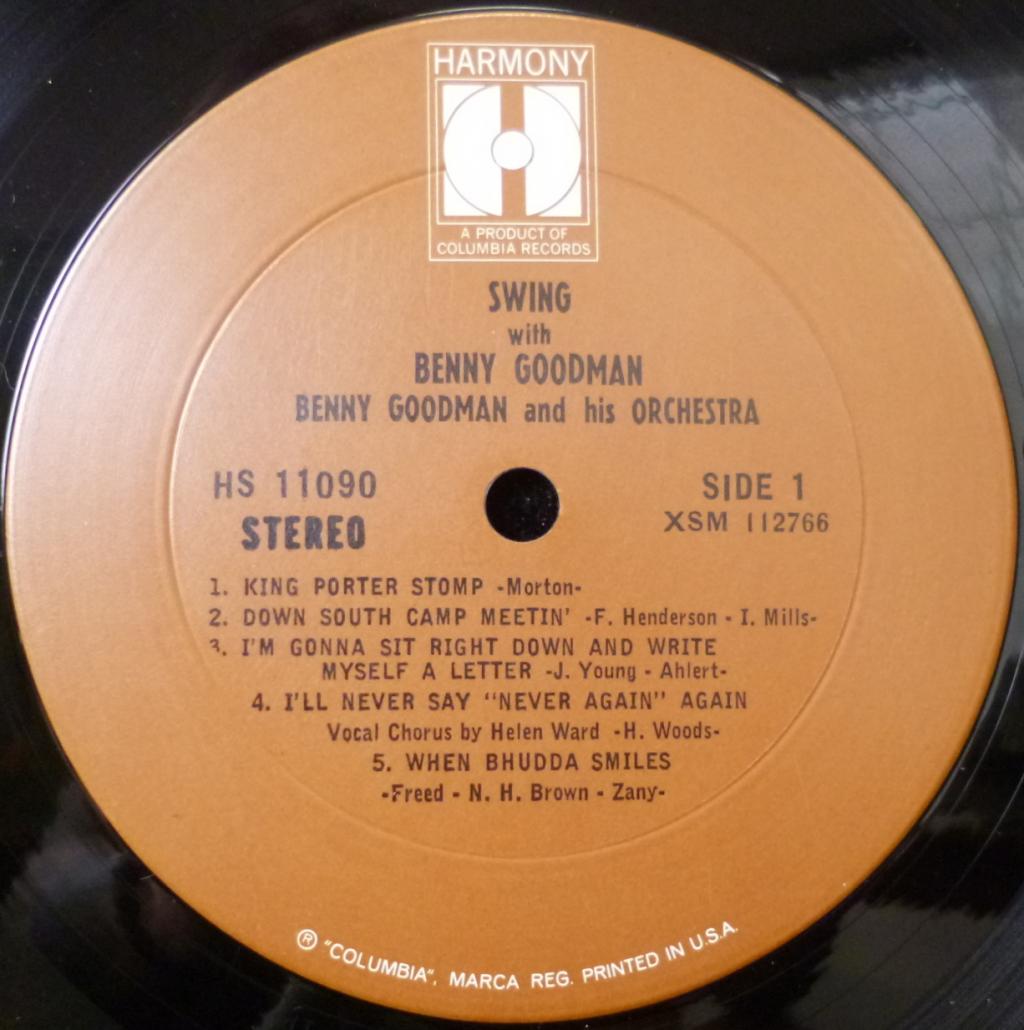 HARMONY
A PRODUCT OF
COLUMBIA RECORDS
SWING
with
BENNY GOODMAN
BENNY GOODMAN and his ORCHESTRA
HS 11090
STEREO
SIDE 1
XSM 112766
1. KING PORTER STOMP -Morton-
2. DOWN SOUTH CAMP MEETIN' -F. Henderson - I. Mills-
3. I'M GONNA SIT RIGHT DOWN AND WRITE
MYSELF A LETTER -J. Young - Ahlert-
4. I'LL NEVER SAY "NEVER AGAIN" AGAIN
Vocal Chorus by Helen Ward -H. Woods-
5. WHEN BHUDDA SMILES
-Freed - N. H. Brown - Zany-
® "COLUMBIA", MARCA REG. PRINTED IN U.S.A.